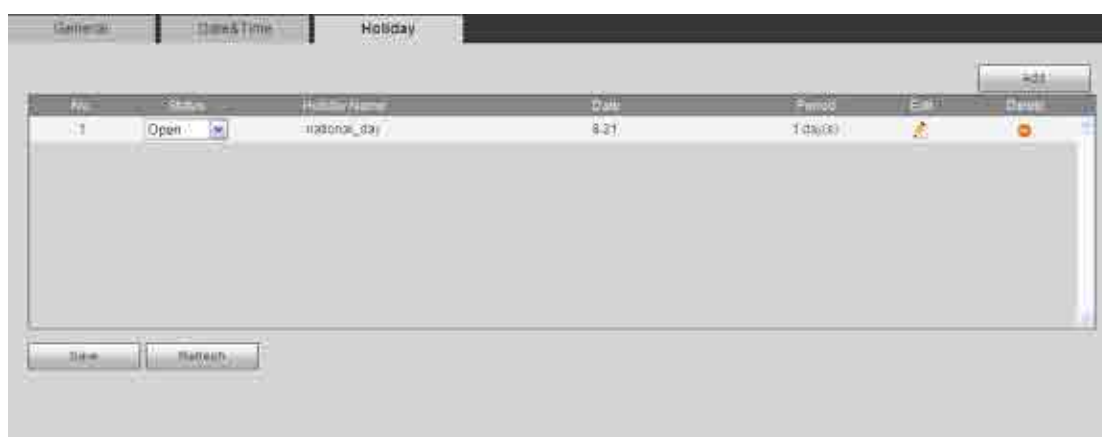 General Date&Time Holiday
Add
No. Status Holiday Name Date Period Edit Delete
1 Open national_day 8-21 1 day(s)
Save Refresh